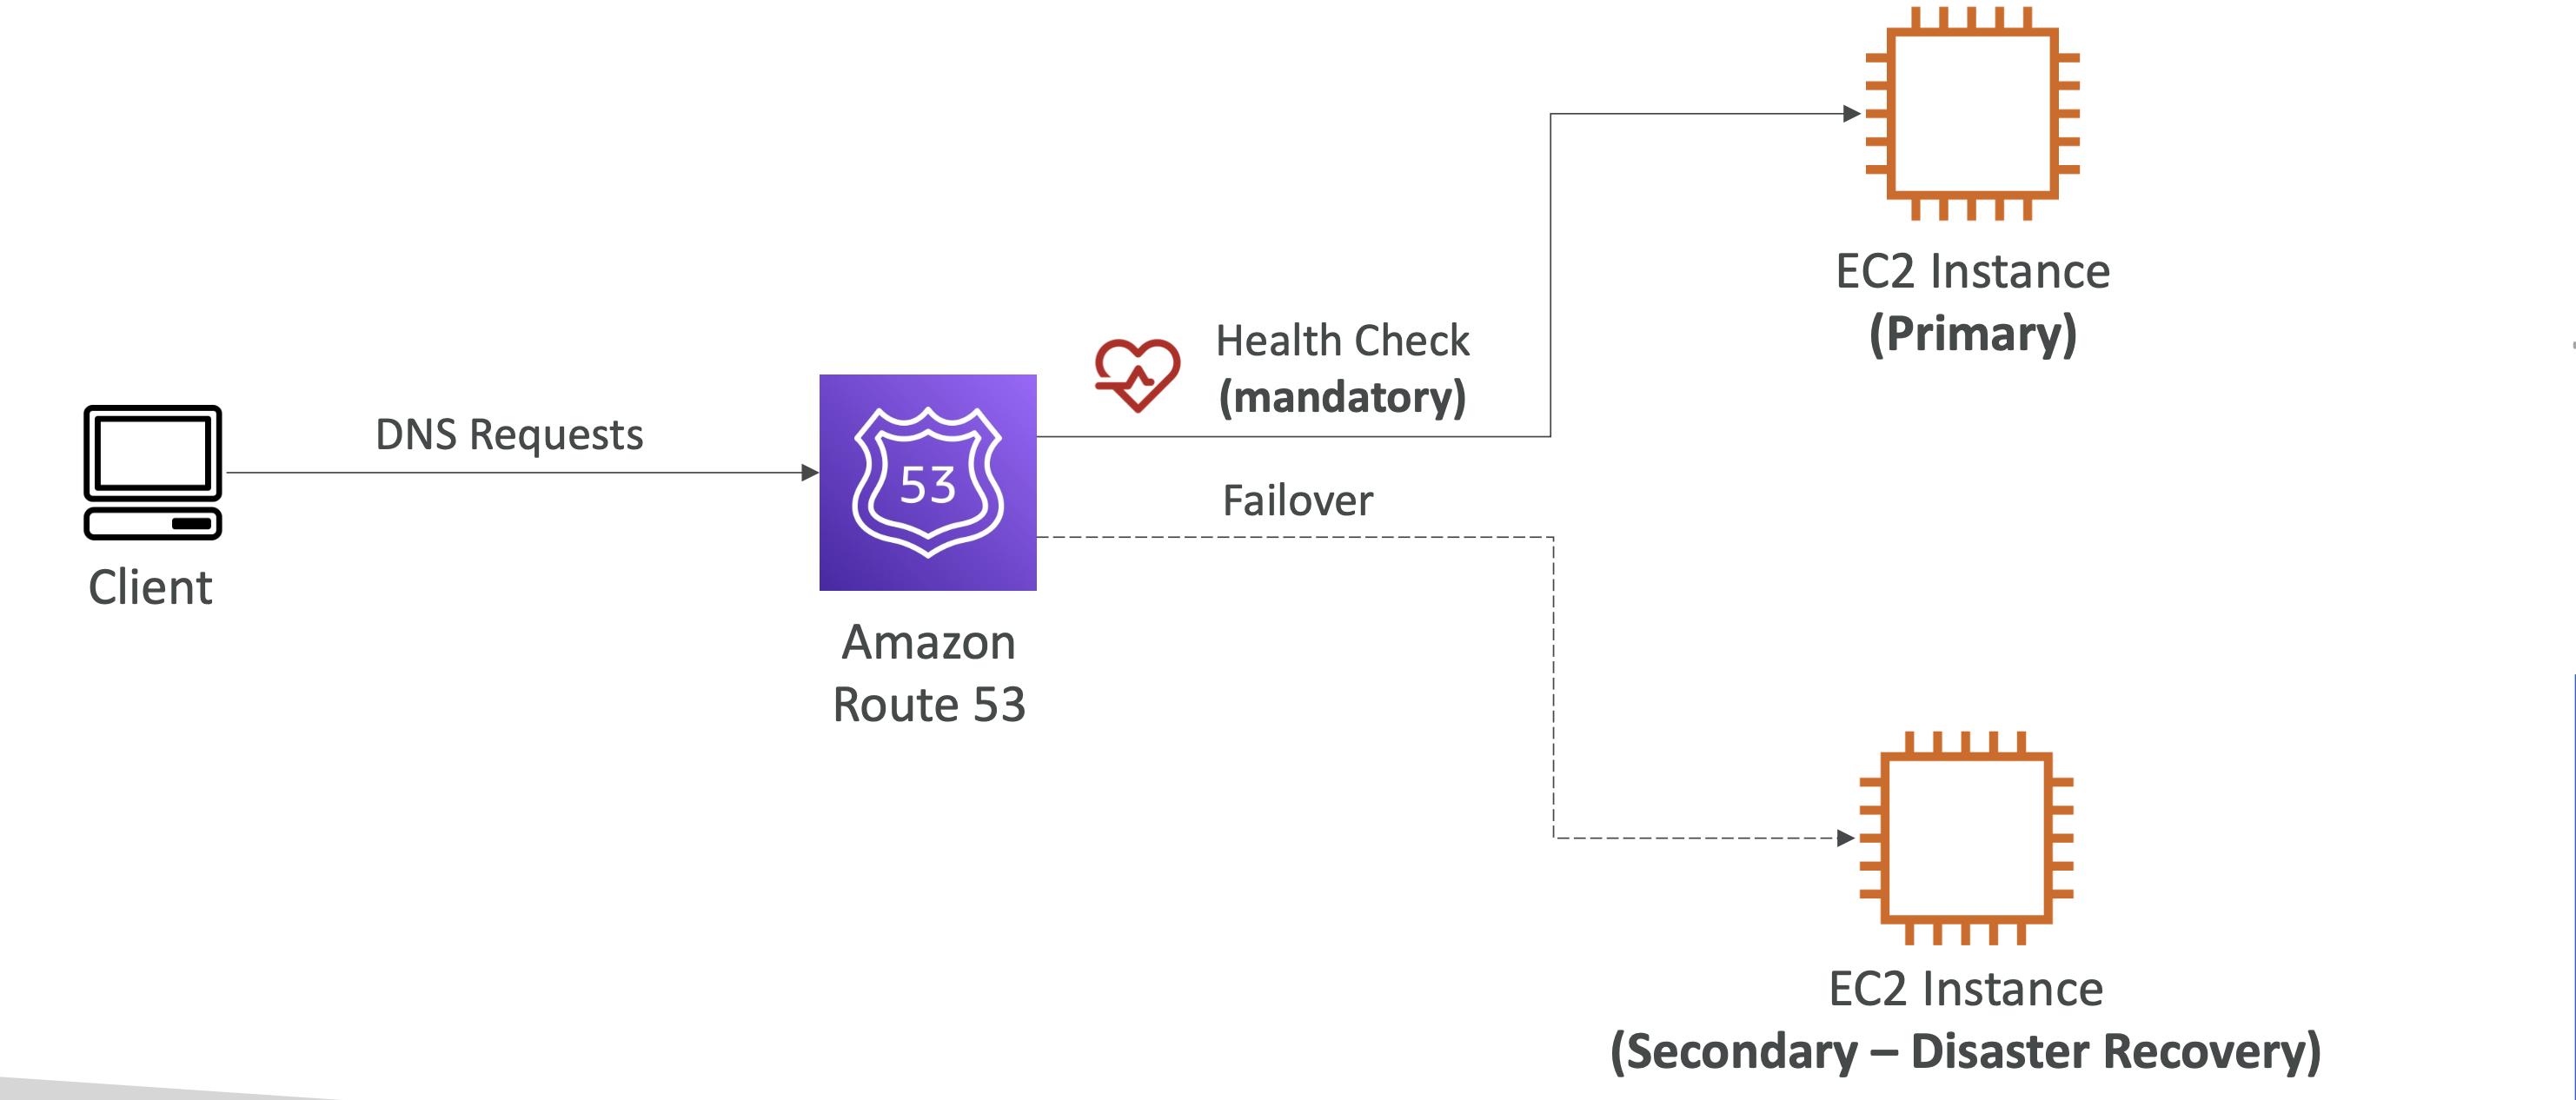 EC2 Instance
(Primary)
Health Check
(mandatory)
DNS Requests
53
Failover
Client
Amazon
Route 53
EC2 Instance
(Secondary – Disaster Recovery)